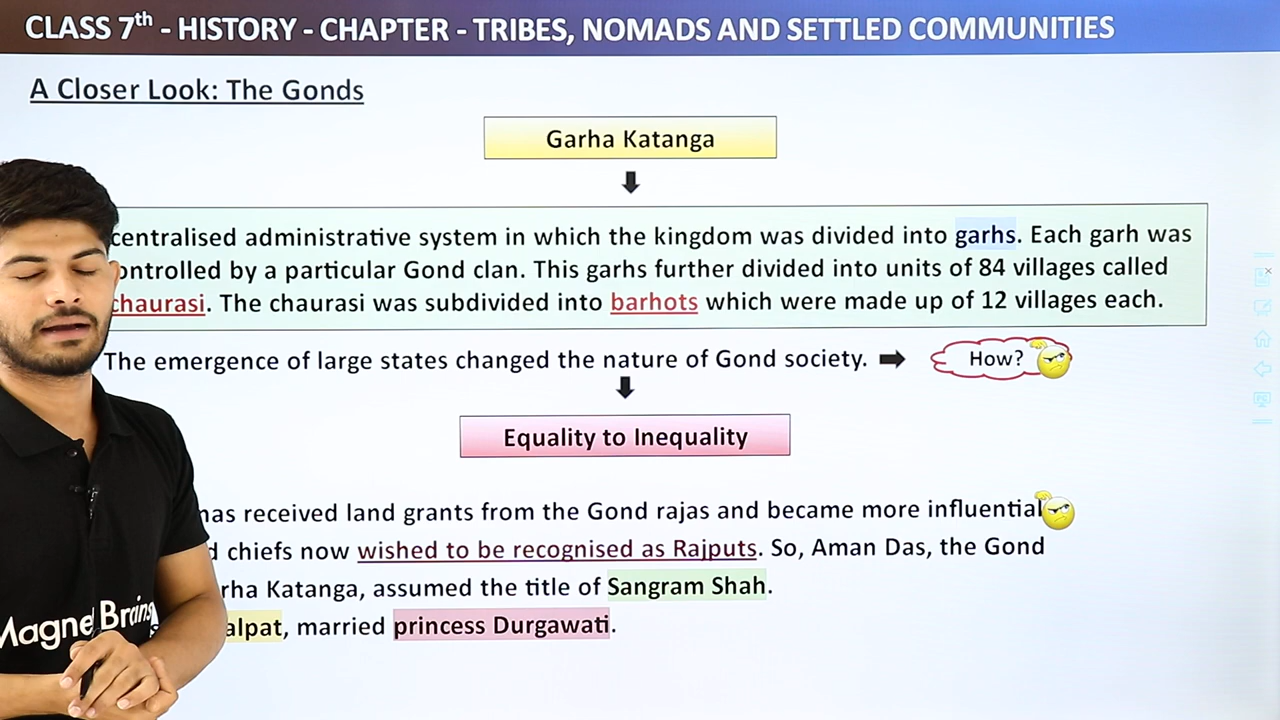 CLASS 7th - HISTORY - CHAPTER - TRIBES, NOMADS AND SETTLED COMMUNITIES
A Closer Look: The Gonds
Garha Katanga
centralised administrative system in which the kingdom was divided into garhs. Each garh was
controlled by a particular Gond clan. This garhs further divided into units of 84 villages called
chaurasi. The chaurasi was subdivided into barhots which were made up of 12 villages each.
The emergence of large states changed the nature of Gond society. How?
Equality to Inequality
received land grants from the Gond rajas and became more influential
chiefs now wished to be recognised as Rajputs. So, Aman Das, the Gond
Katanga, assumed the title of Sangram Shah.
married princess Durgawati.
Magnet Brains